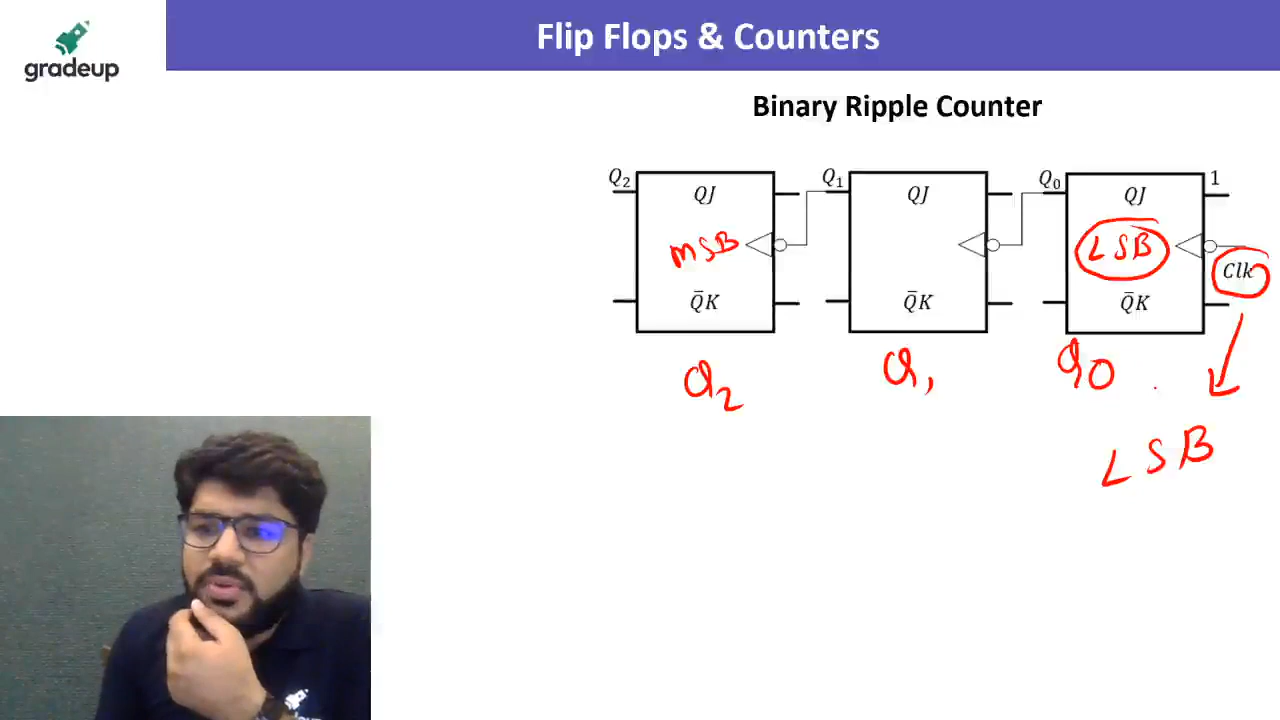 Flip Flops & Counters
gradeup
Binary Ripple Counter
Q₂ QJ Q₁ QJ Q₀ QJ 1
MSB LSB Clk
Q̄K Q̄K Q̄K
Q₂ Q₁ Q₀
LSB